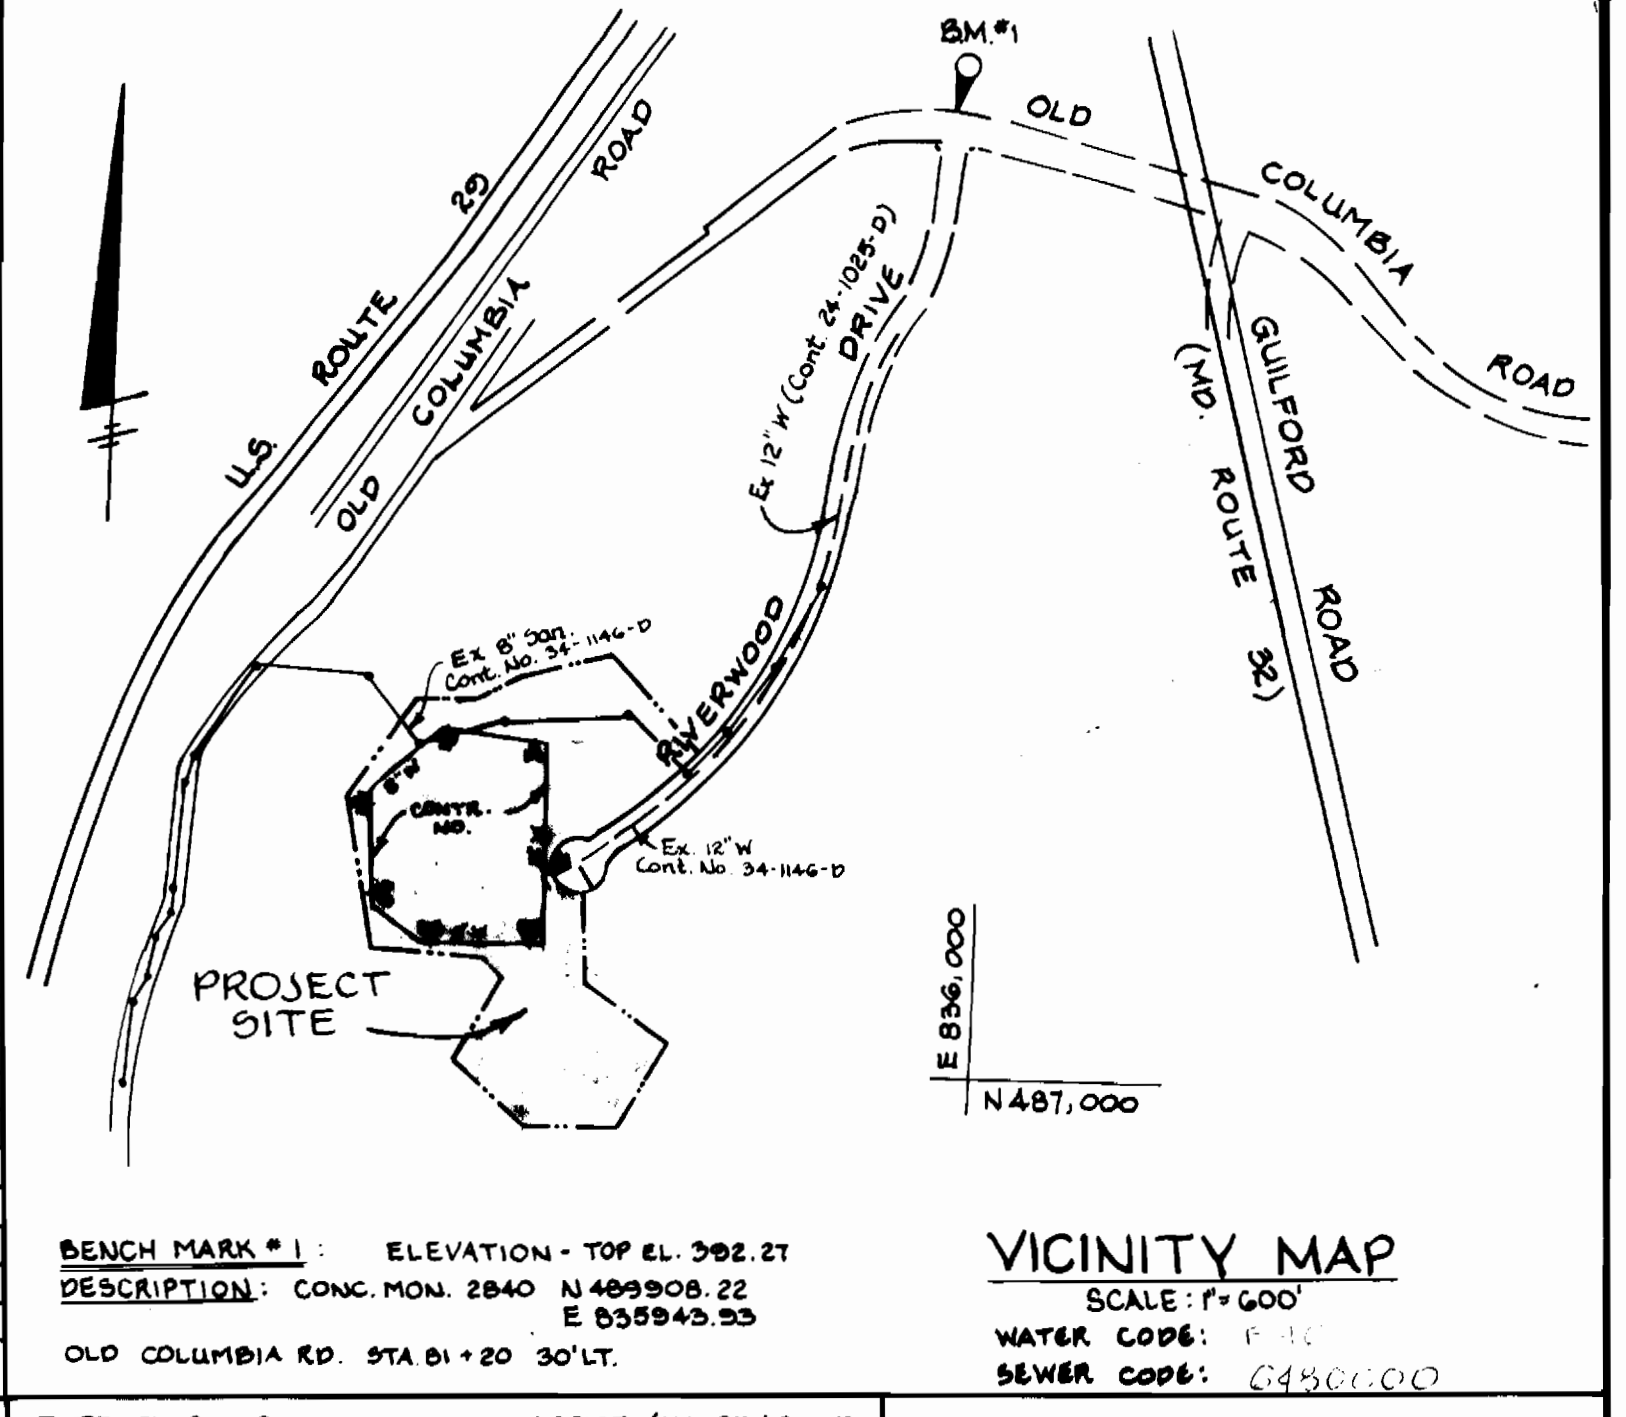 B.M.#1
OLD
COLUMBIA
ROAD
U.S. ROUTE 29
OLD COLUMBIA ROAD
Ex 12" W (Cont. 24-1025-D)
RIVERWOOD DRIVE
GUILFORD ROAD
(MD. ROUTE 32)
Ex 8" San.
Cont. No. 34-1146-D
8"W
CONTR.
NO.
Ex. 12" W
Cont. No. 34-1146-D
PROJECT
SITE
E 836,000
N 487,000
BENCH MARK #1: ELEVATION - TOP EL. 392.27
DESCRIPTION: CONC. MON. 2840 N 489908.22
E 835943.93
OLD COLUMBIA RD. STA. 81+20 30' LT.
VICINITY MAP
SCALE: 1"=600'
WATER CODE:
SEWER CODE: